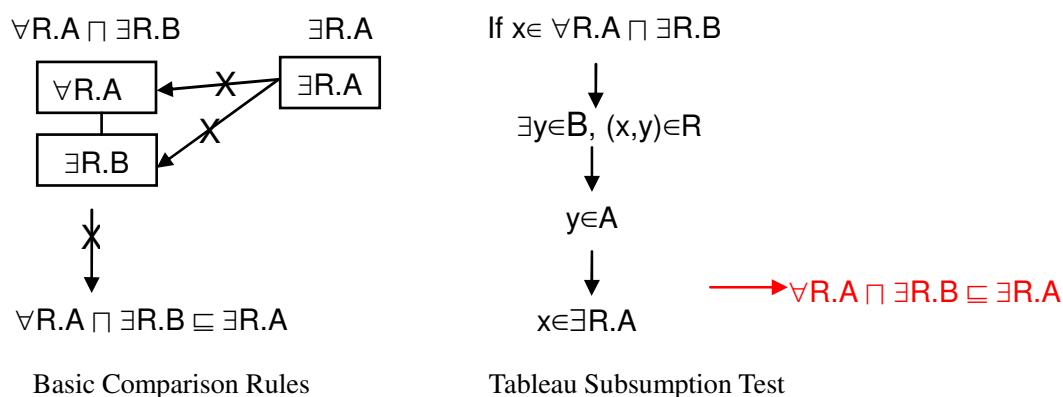 ∀R.A ⊓ ∃R.B
∃R.A
∀R.A
X
∃R.A
X
∃R.B
X
∀R.A ⊓ ∃R.B ⊑ ∃R.A
Basic Comparison Rules
If x∈ ∀R.A ⊓ ∃R.B
∃y∈B, (x,y)∈R
y∈A
x∈∃R.A
∀R.A ⊓ ∃R.B ⊑ ∃R.A
Tableau Subsumption Test